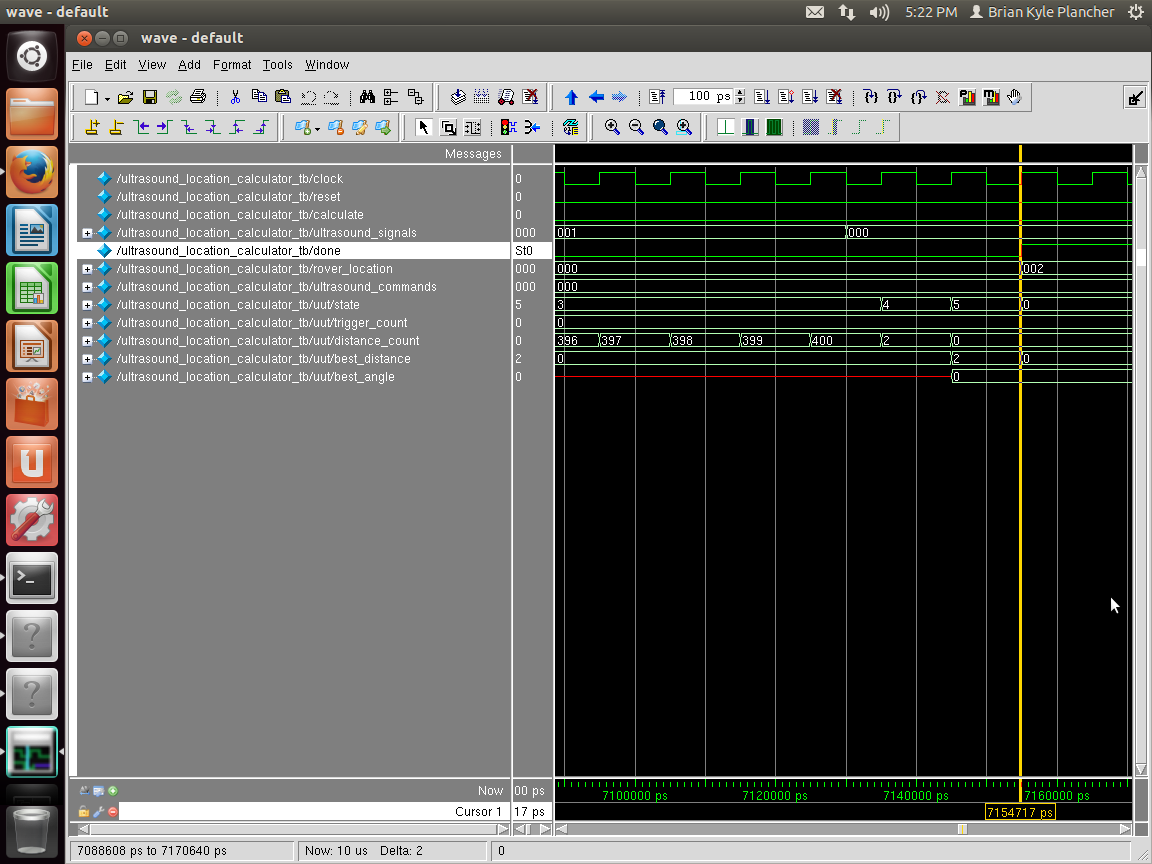 wave - default
5:22 PM Brian Kyle Plancher
wave - default
File Edit View Add Format Tools Window
100 ps
Messages
/ultrasound_location_calculator_tb/clock 0
/ultrasound_location_calculator_tb/reset 0
/ultrasound_location_calculator_tb/calculate 0
/ultrasound_location_calculator_tb/ultrasound_signals 000 001 000
/ultrasound_location_calculator_tb/done St0
/ultrasound_location_calculator_tb/rover_location 000 000 002
/ultrasound_location_calculator_tb/ultrasound_commands 000 000
/ultrasound_location_calculator_tb/uut/state 5 3 4 5 0
/ultrasound_location_calculator_tb/uut/trigger_count 0 0
/ultrasound_location_calculator_tb/uut/distance_count 0 396 397 398 399 400 2 0
/ultrasound_location_calculator_tb/uut/best_distance 2 0 2 0
/ultrasound_location_calculator_tb/uut/best_angle 0 0
Now 00 ps 7100000 ps 7120000 ps 7140000 ps 7160000 ps
Cursor 1 17 ps 7154717 ps
7088608 ps to 7170640 ps Now: 10 us Delta: 2 0